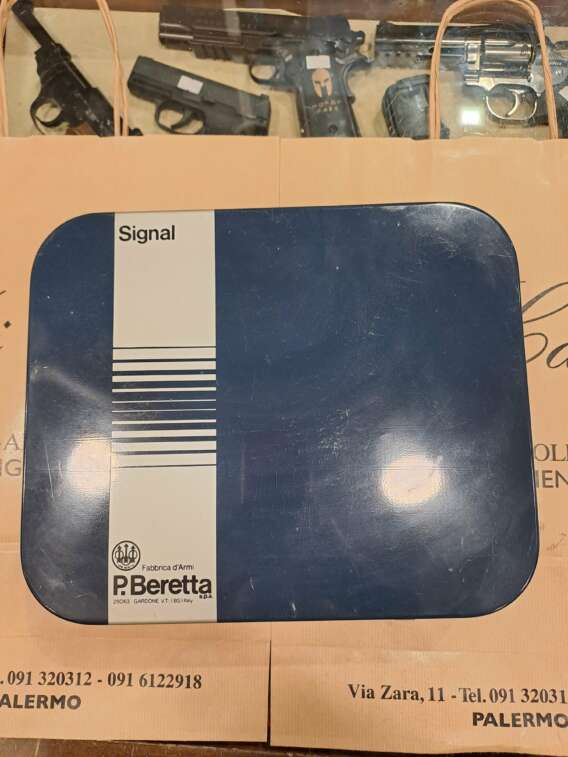 Signal
Fabbrica d'Armi
P.Beretta
s.p.a.
25063 GARDONE V.T. (BS) Italy
. 091 320312 - 091 6122918
PALERMO
Via Zara, 11 - Tel. 091 32031
PALERMO